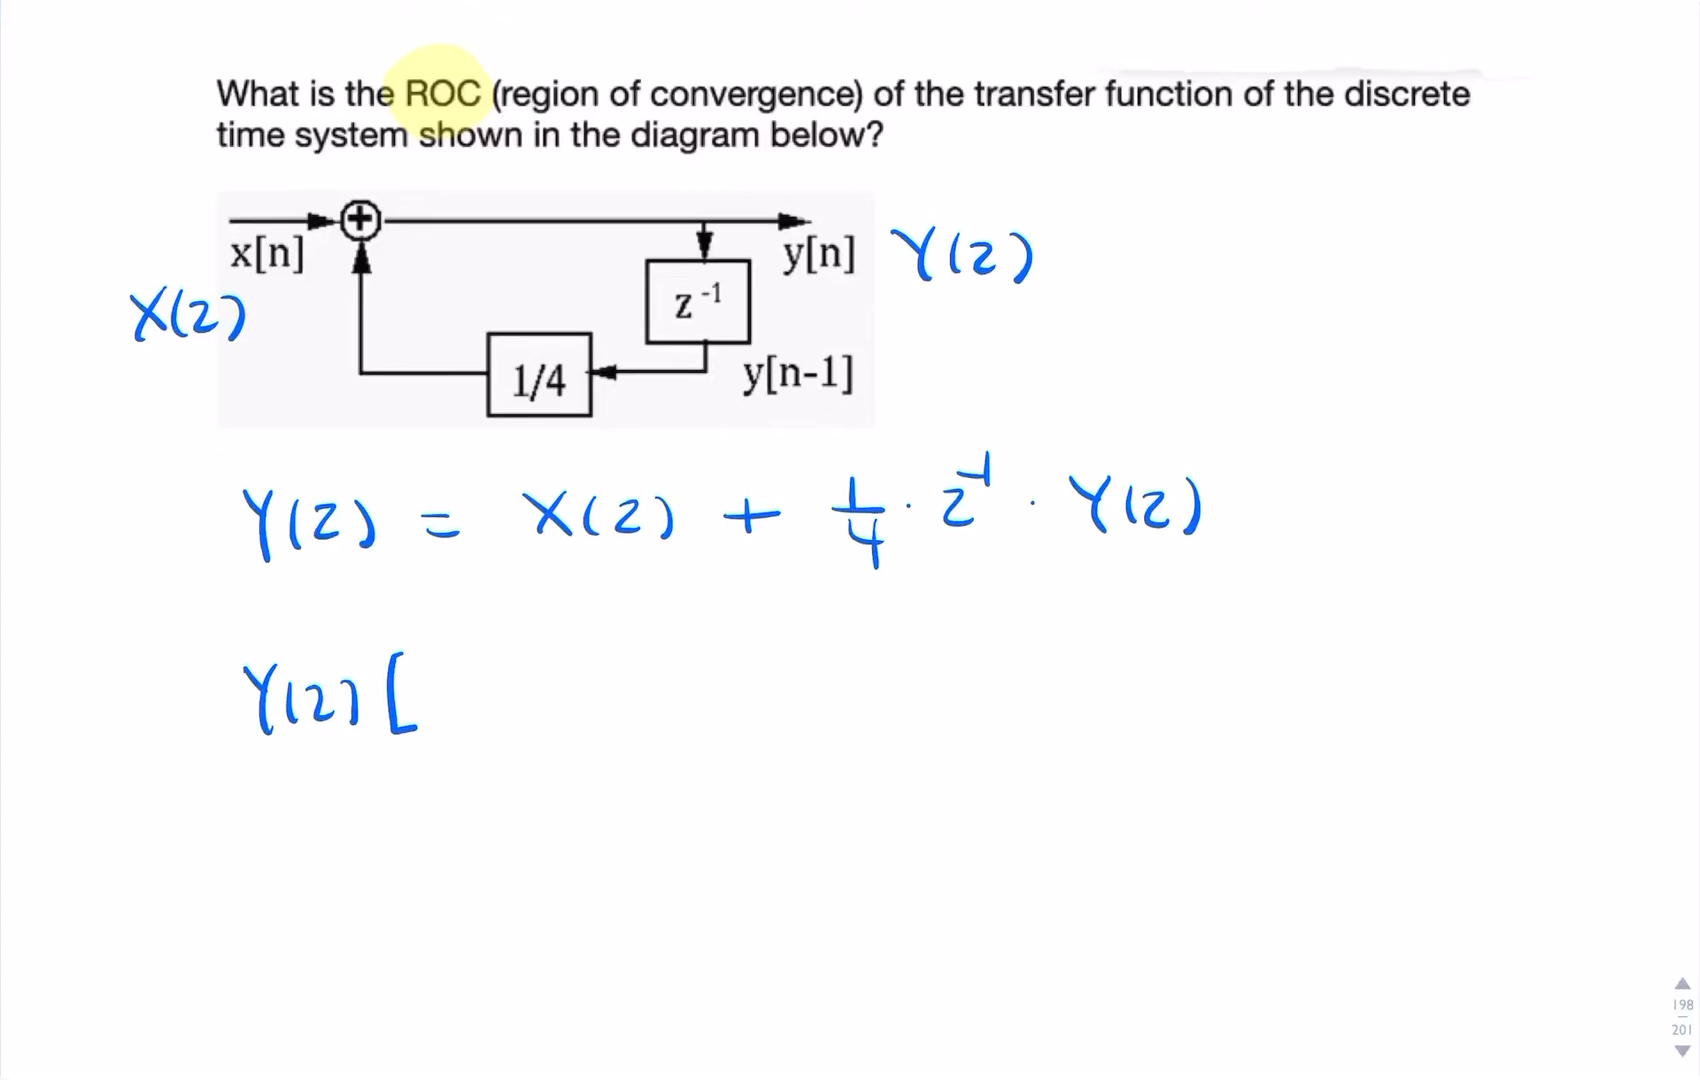 What is the ROC (region of convergence) of the transfer function of the discrete
time system shown in the diagram below?
x[n]
y[n]
Y(z)
X(z)
z⁻¹
1/4
y[n-1]
Y(z) = X(z) + 1/4 · z⁻¹ · Y(z)
Y(z) [
198
201